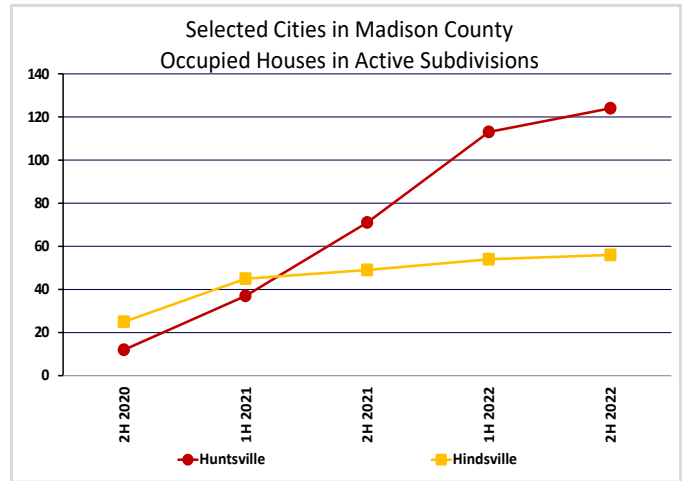 Selected Cities in Madison County
Occupied Houses in Active Subdivisions
140
120
100
80
60
40
20
0
2H 2020
1H 2021
2H 2021
1H 2022
2H 2022
Huntsville
Hindsville